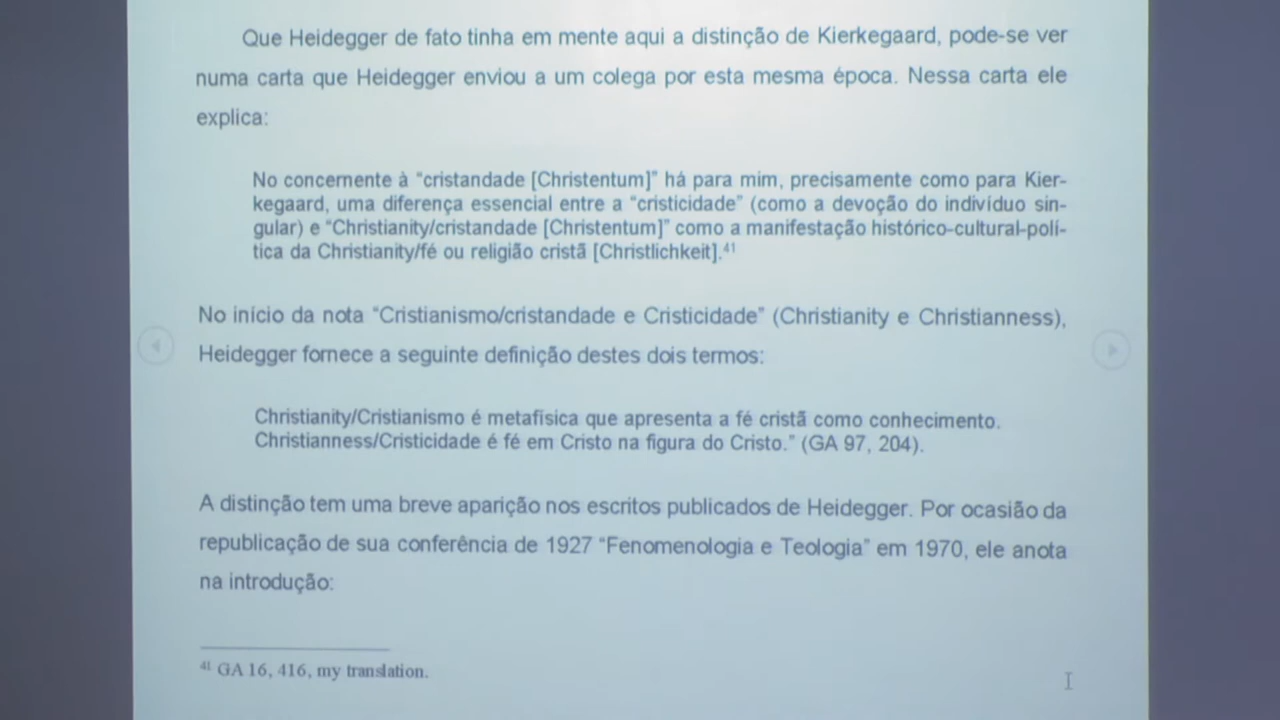 Que Heidegger de fato tinha em mente aqui a distinção de Kierkegaard, pode-se ver
numa carta que Heidegger enviou a um colega por esta mesma época. Nessa carta ele
explica:
No concernente à “cristandade [Christentum]” há para mim, precisamente como para Kier-
kegaard, uma diferença essencial entre a “cristicidade” (como a devoção do indivíduo sin-
gular) e “Christianity/cristandade [Christentum]” como a manifestação histórico-cultural-polí-
tica da Christianity/fé ou religião cristã [Christlichkeit].⁴¹
No início da nota “Cristianismo/cristandade e Cristicidade” (Christianity e Christianness),
Heidegger fornece a seguinte definição destes dois termos:
Christianity/Cristianismo é metafísica que apresenta a fé cristã como conhecimento.
Christianness/Cristicidade é fé em Cristo na figura do Cristo.” (GA 97, 204).
A distinção tem uma breve aparição nos escritos publicados de Heidegger. Por ocasião da
republicação de sua conferência de 1927 “Fenomenologia e Teologia” em 1970, ele anota
na introdução:
⁴¹ GA 16, 416, my translation.